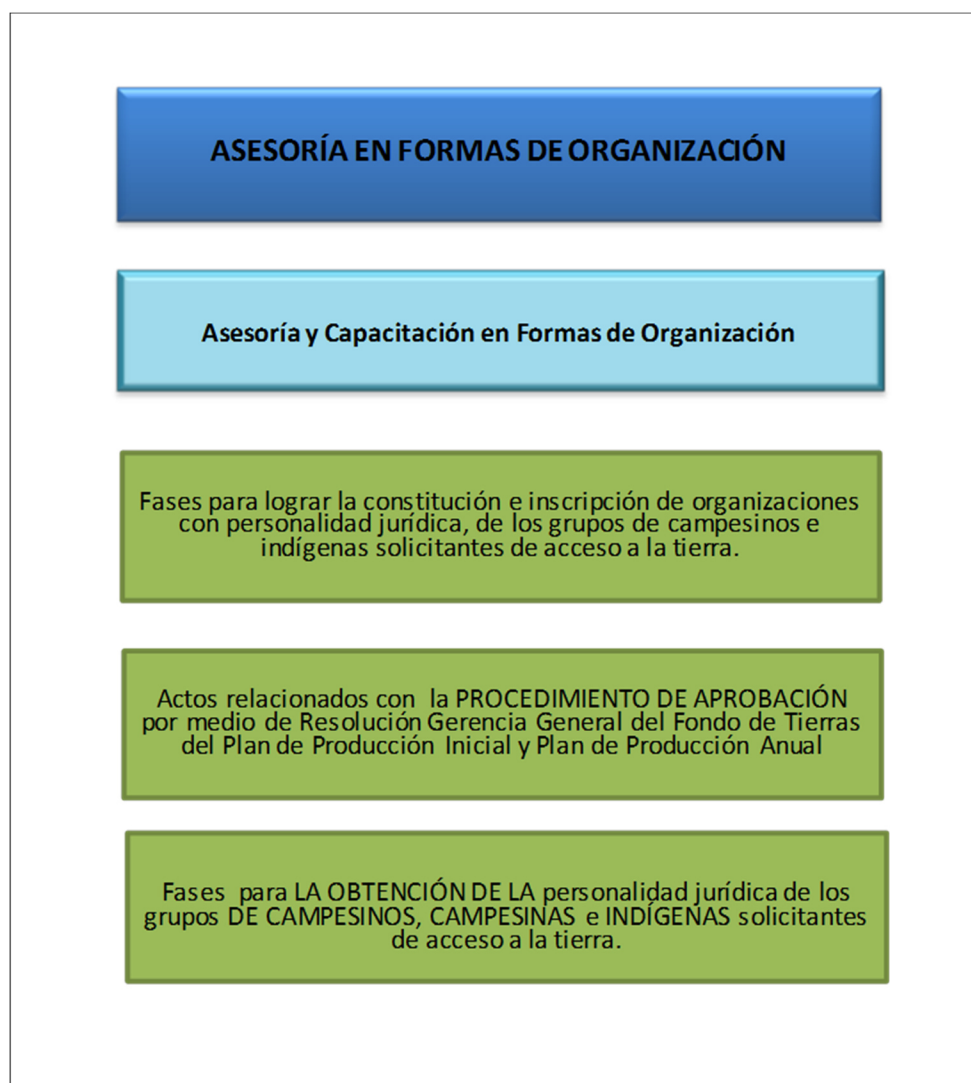 ASESORÍA EN FORMAS DE ORGANIZACIÓN
Asesoría y Capacitación en Formas de Organización
Fases para lograr la constitución e inscripción de organizaciones
con personalidad jurídica, de los grupos de campesinos e
indígenas solicitantes de acceso a la tierra.
Actos relacionados con la PROCEDIMIENTO DE APROBACIÓN
por medio de Resolución Gerencia General del Fondo de Tierras
del Plan de Producción Inicial y Plan de Producción Anual
Fases para LA OBTENCIÓN DE LA personalidad jurídica de los
grupos DE CAMPESINOS, CAMPESINAS e INDÍGENAS solicitantes
de acceso a la tierra.